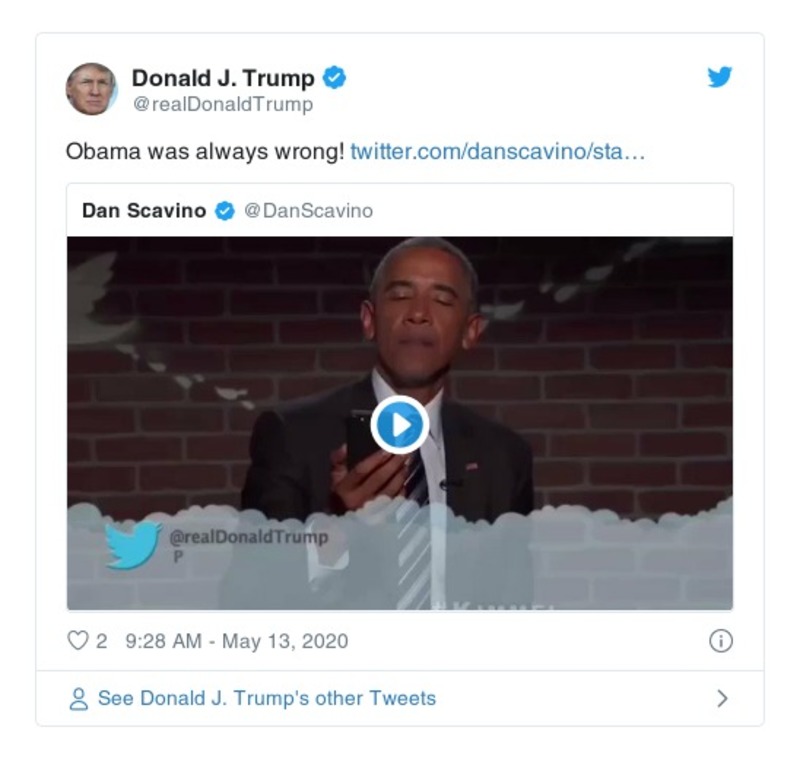 Donald J. Trump
@realDonaldTrump
Obama was always wrong! twitter.com/danscavino/sta…
Dan Scavino @DanScavino
@realDonaldTrump
P
2 9:28 AM - May 13, 2020
See Donald J. Trump's other Tweets